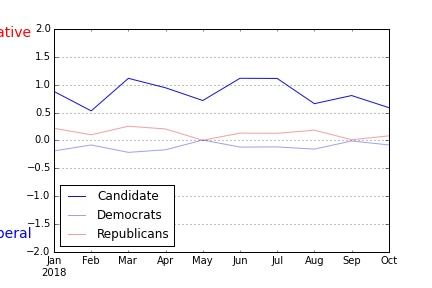 ative
2.0
1.5
1.0
0.5
0.0
−0.5
−1.0
−1.5
−2.0
peral
Candidate
Democrats
Republicans
Jan Feb Mar Apr May Jun Jul Aug Sep Oct
2018